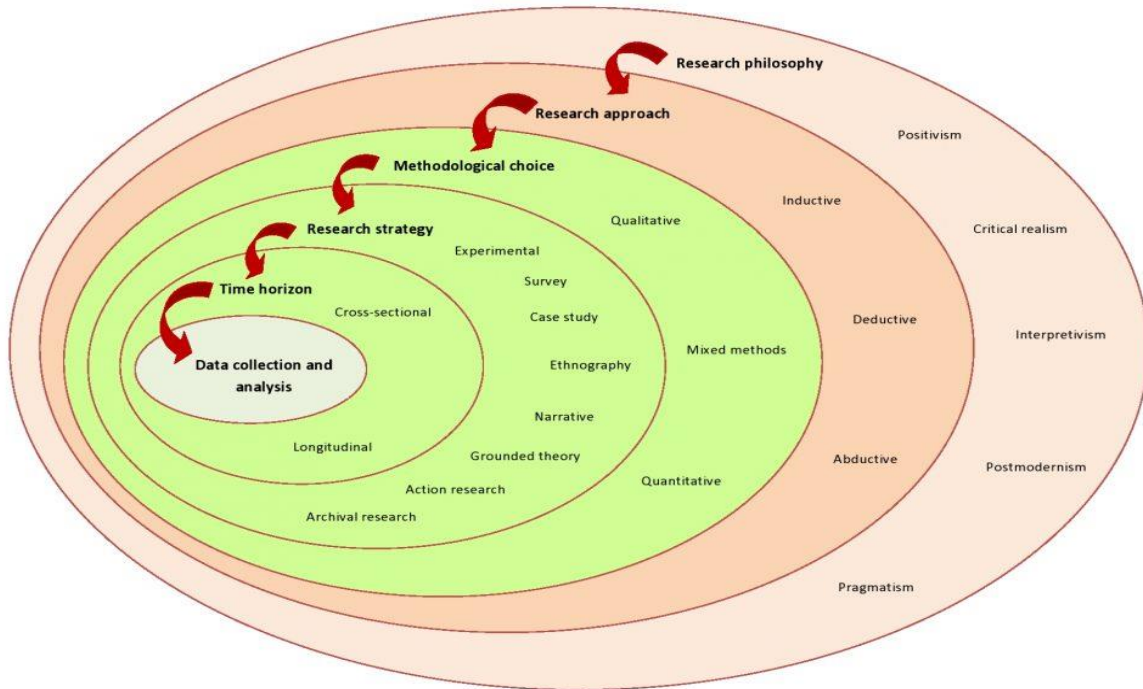 Research philosophy
Research approach
Positivism
Methodological choice
Inductive
Qualitative
Research strategy
Critical realism
Experimental
Survey
Time horizon
Cross-sectional
Case study
Deductive
Interpretivism
Mixed methods
Data collection and
analysis
Ethnography
Narrative
Longitudinal
Grounded theory
Abductive
Postmodernism
Quantitative
Action research
Archival research
Pragmatism